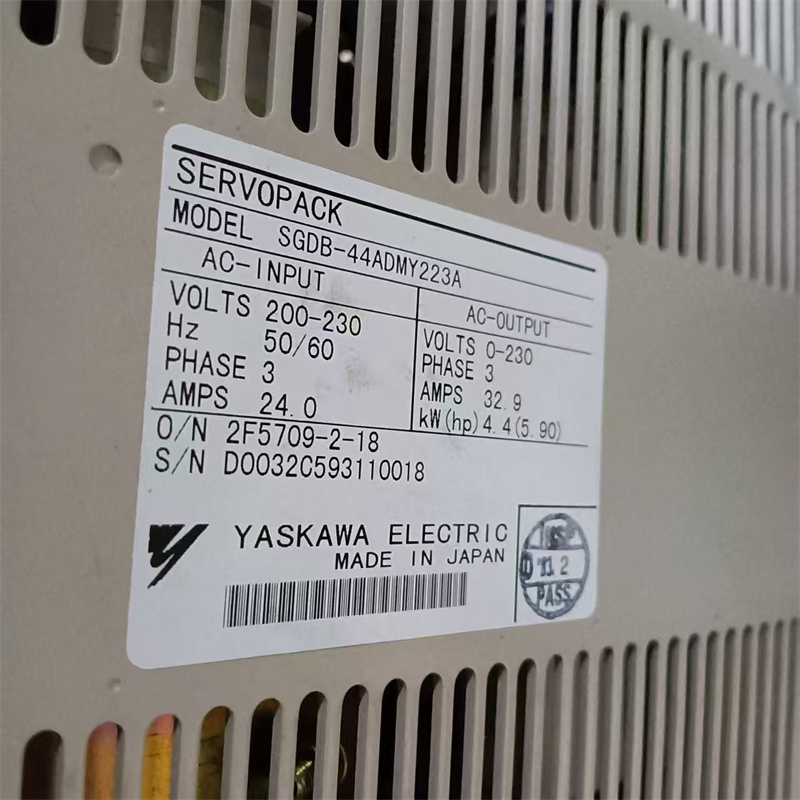 SERVOPACK
MODEL SGDB-44ADMY223A
AC-INPUT
VOLTS 200-230
Hz 50/60
PHASE 3
AMPS 24.0
AC-OUTPUT
VOLTS 0-230
PHASE 3
AMPS 32.9
kW(hp) 4.4(5.90)
O/N 2F5709-2-18
S/N D0032C593110018
YASKAWA ELECTRIC
MADE IN JAPAN
PASS